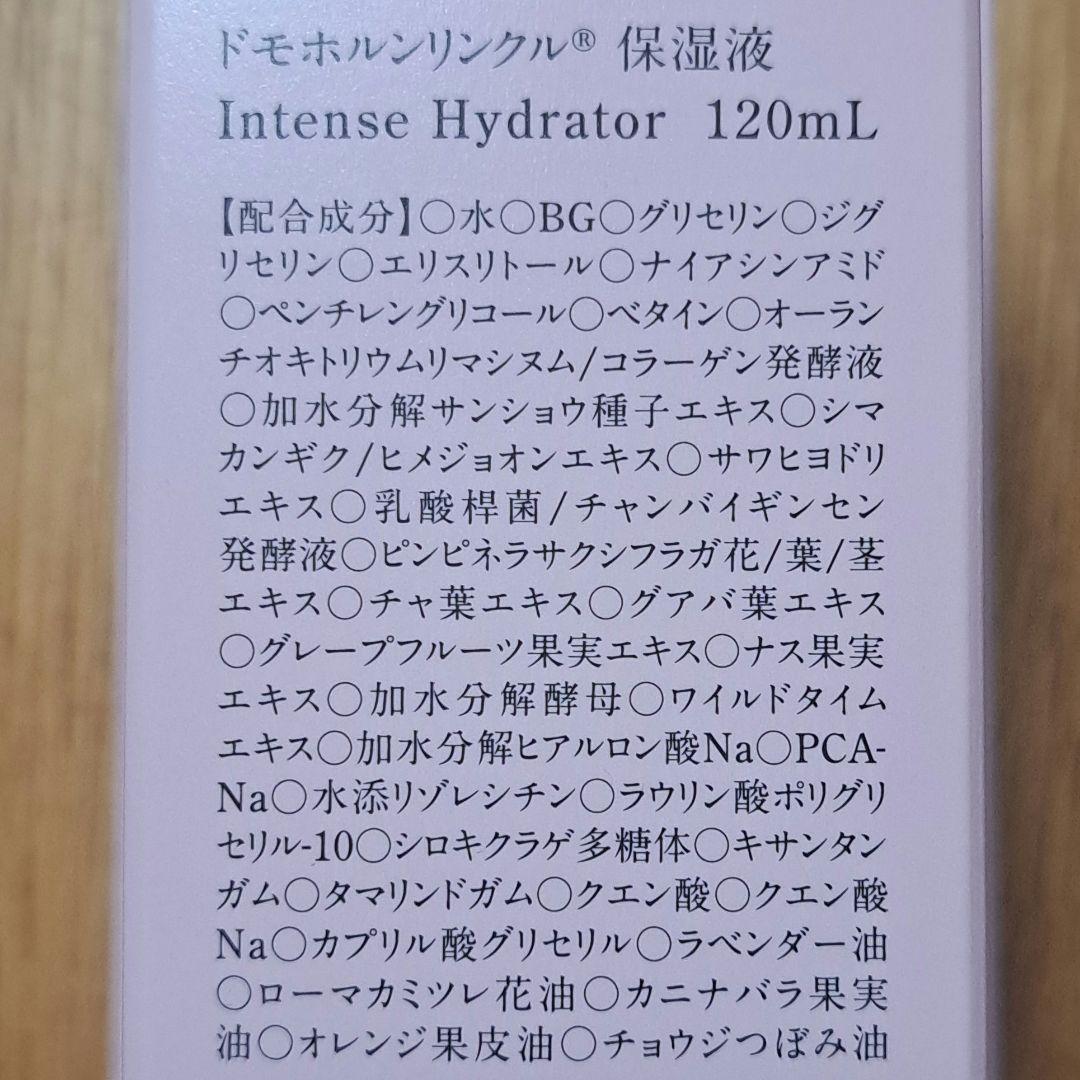 ドモホルンリンクル® 保湿液
Intense Hydrator 120mL
【配合成分】○水○BG○グリセリン○ジグ
リセリン○エリスリトール○ナイアシンアミド
○ペンチレングリコール○ベタイン○オーラン
チオキトリウムリマシヌム/コラーゲン発酵液
○加水分解サンショウ種子エキス○シマ
カンギク/ヒメジョオンエキス○サワヒヨドリ
エキス○乳酸桿菌/チャンバイギンセン
発酵液○ピンピネラサクシフラガ花/葉/茎
エキス○チャ葉エキス○グアバ葉エキス
○グレープフルーツ果実エキス○ナス果実
エキス○加水分解酵母○ワイルドタイム
エキス○加水分解ヒアルロン酸Na○PCA-
Na○水添リゾレシチン○ラウリン酸ポリグリ
セリル-10○シロキクラゲ多糖体○キサンタン
ガム○タマリンドガム○クエン酸○クエン酸
Na○カプリル酸グリセリル○ラベンダー油
○ローマカミツレ花油○カニナバラ果実
油○オレンジ果皮油○チョウジつぼみ油